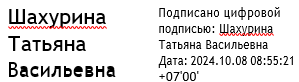 Шахурина
Татьяна
Васильевна
Подписано цифровой
подписью: Шахурина
Татьяна Васильевна
Дата: 2024.10.08 08:55:21
+07'00'